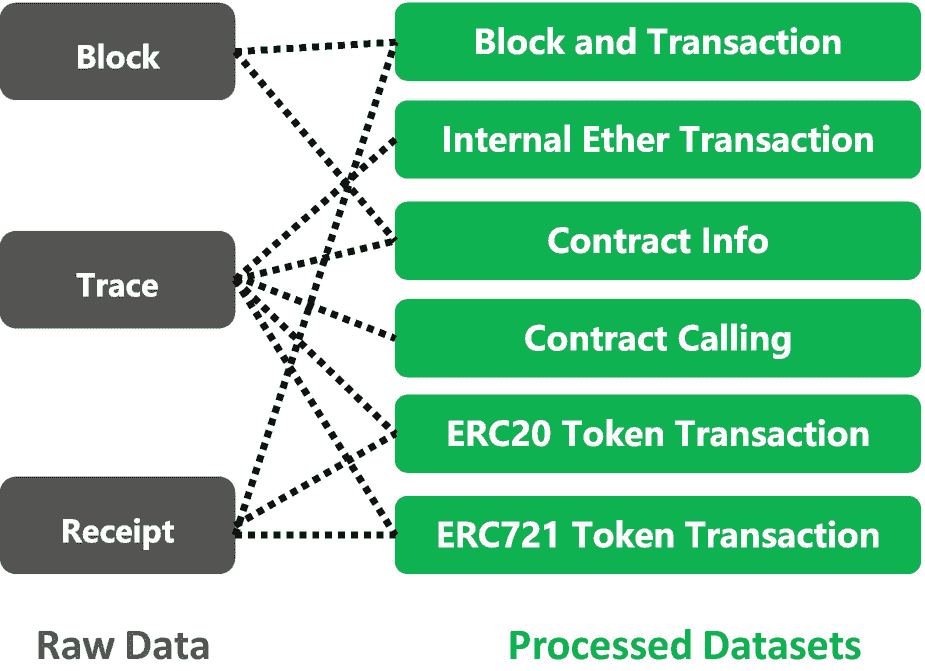 Block
Block and Transaction
Internal Ether Transaction
Contract Info
Trace
Contract Calling
ERC20 Token Transaction
Receipt
ERC721 Token Transaction
Raw Data
Processed Datasets